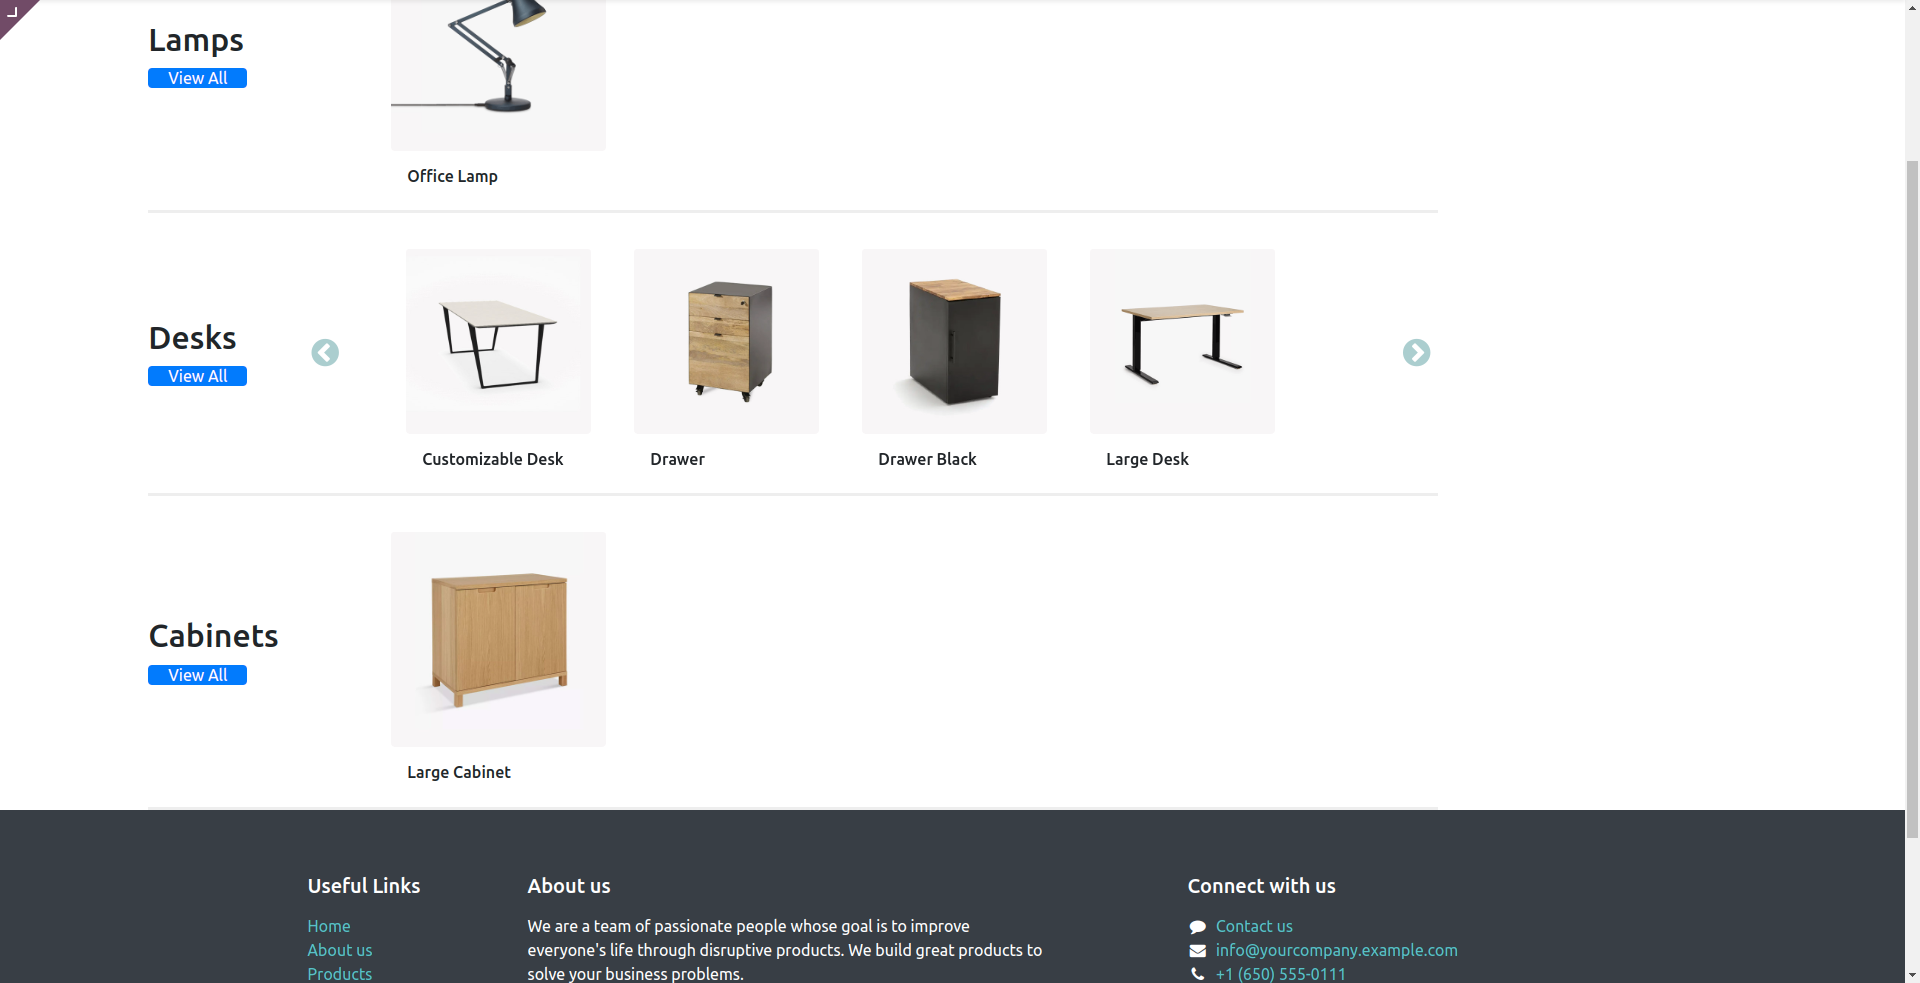 Lamps
View All
Office Lamp
Desks
View All
Customizable Desk
Drawer
Drawer Black
Large Desk
Cabinets
View All
Large Cabinet
Useful Links
Home
About us
Products
About us
We are a team of passionate people whose goal is to improve
everyone's life through disruptive products. We build great products to
solve your business problems.
Connect with us
Contact us
info@yourcompany.example.com
+1 (650) 555-0111